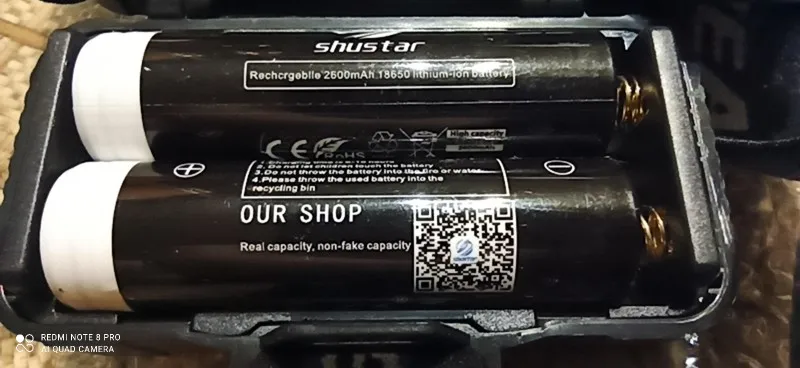 shustar
Rechcrgeblle 2600mAh 18650 lithium-ion battery
CE RoHS
High capacity
2. Do not let children touch the battery
3.Do not throw the battery into the fire or water
4.Please throw the used battery into the
recycling bin
OUR SHOP
Real capacity, non-fake capacity
REDMI NOTE 8 PRO
AI QUAD CAMERA